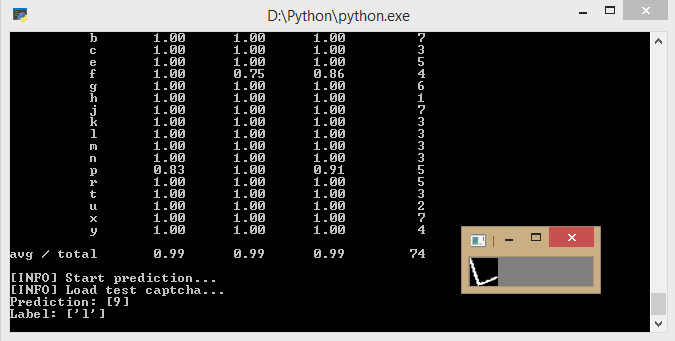 D:\Python\python.exe
b 1.00 1.00 1.00 7
c 1.00 1.00 1.00 3
e 1.00 1.00 1.00 5
f 1.00 0.75 0.86 4
g 1.00 1.00 1.00 6
h 1.00 1.00 1.00 1
j 1.00 1.00 1.00 7
k 1.00 1.00 1.00 3
l 1.00 1.00 1.00 3
m 1.00 1.00 1.00 3
n 1.00 1.00 1.00 3
p 0.83 1.00 0.91 5
r 1.00 1.00 1.00 5
t 1.00 1.00 1.00 3
u 1.00 1.00 1.00 2
x 1.00 1.00 1.00 7
y 1.00 1.00 1.00 4
avg / total 0.99 0.99 0.99 74
[INFO] Start prediction...
[INFO] Load test captcha...
Prediction: [9]
Label: ['l']